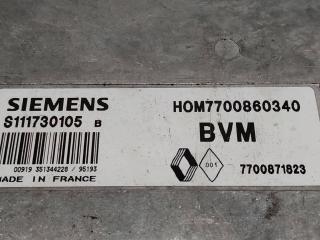 SIEMENS
S111730105 B
00919 351344228 / 95193
MADE IN FRANCE
HOM7700860340
BVM
.001
7700871823